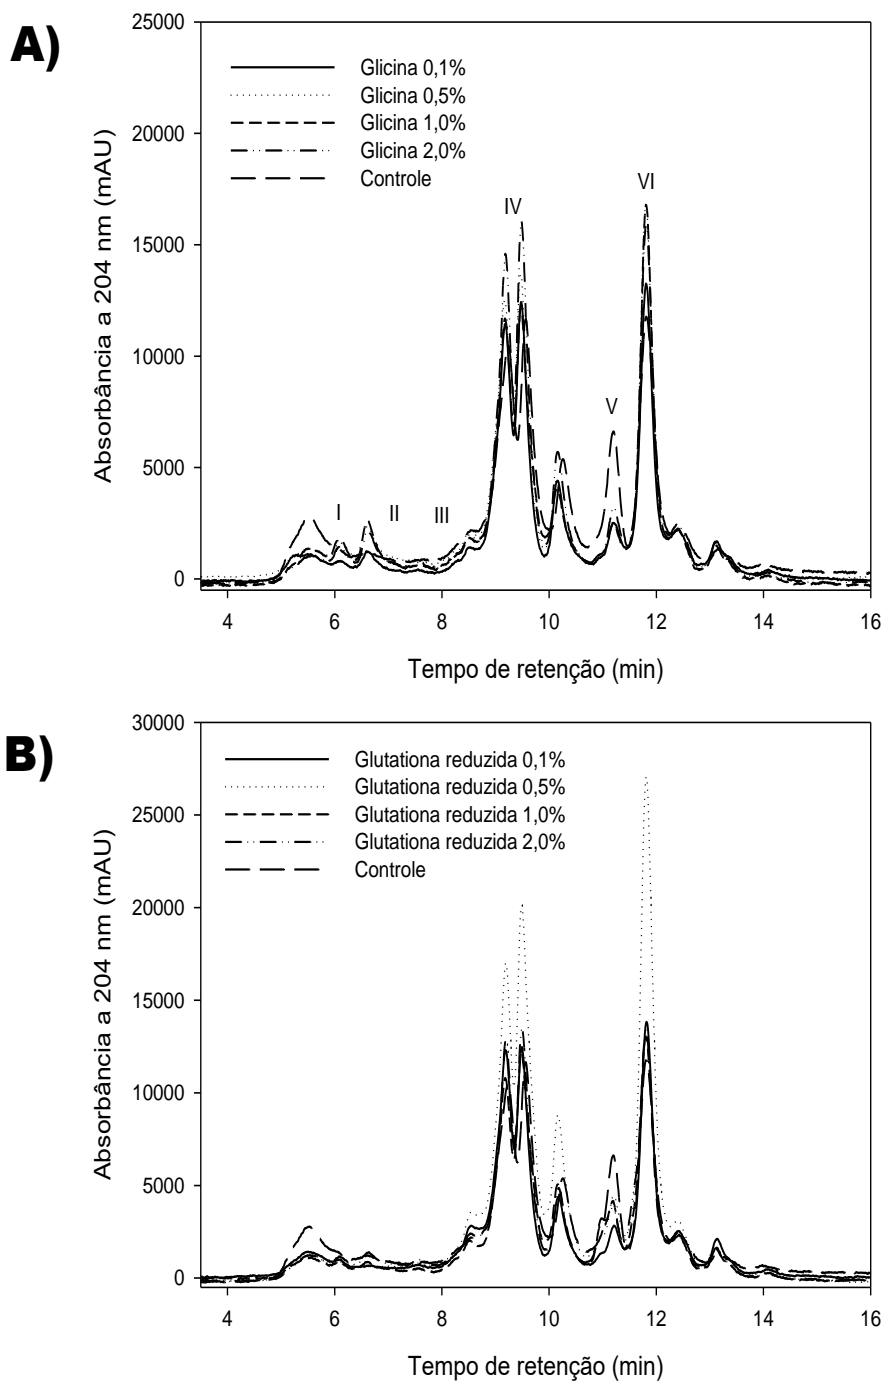 A)
25000
20000
15000
10000
5000
0
Absorbância a 204 nm (mAU)
Glicina 0,1%
Glicina 0,5%
Glicina 1,0%
Glicina 2,0%
Controle
I
II
III
IV
V
VI
4 6 8 10 12 14 16
Tempo de retenção (min)
B)
30000
25000
20000
15000
10000
5000
0
Absorbância a 204 nm (mAU)
Glutationa reduzida 0,1%
Glutationa reduzida 0,5%
Glutationa reduzida 1,0%
Glutationa reduzida 2,0%
Controle
4 6 8 10 12 14 16
Tempo de retenção (min)